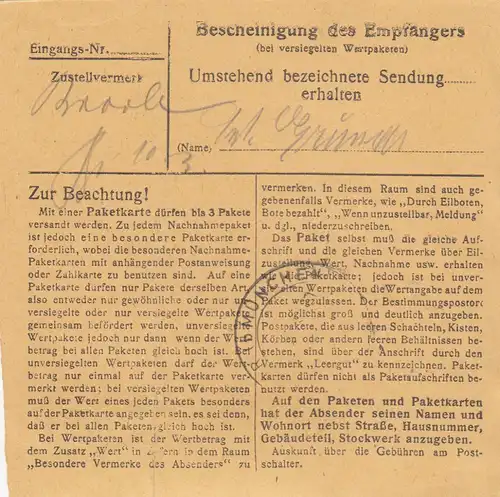 Eingangs-Nr.
Zustellvermerk
Bescheinigung des Empfängers
(bei versiegelten Wertpaketen)
Umstehend bezeichnete Sendung
erhalten
(Name)
Zur Beachtung!
Mit einer Paketkarte dürfen bis 3 Pakete
versandt werden. Zu jedem Nachnahmepaket
ist jedoch eine besondere Paketkarte er-
forderlich, wobei die besonderen Nachnahme-
Paketkarten mit anhängender Postanweisung
oder Zahlkarte zu benutzen sind. Auf eine
Paketkarte dürfen nur Pakete derselben Art
also entweder nur gewöhnliche oder nur un-
versiegelte oder nur versiegelte Wertpakete
gemeinsam befördert werden, unversiegel
Wertpakete jedoch nur dann wenn der Wert
betrag bei allen Paketen gleich hoch ist. Bei
unversiegelten Wertpaketen darf der Wert-
betrag nur einmal auf der Paketkarte ver-
merkt werden; bei versiegelten Wertpaketen
muß der Wert eines jeden Pakets besonders
auf der Paketkarte angegeben sein, es sei denn,
daß er bei allen Paketen gleich hoch ist.
Bei Wertpaketen ist der Wertbetrag mit
dem Zusatz „Wert" in Ziffern in dem Raum
„Besondere Vermerke des Absenders" zu
vermerken. In diesem Raum sind auch ge-
gebenenfalls Vermerke, wie „Durch Eilboten,
Bote bezahlt", „Wenn unzustellbar, Meldung"
u. dgl., niederzuschreiben.
Das Paket selbst muß die gleiche Auf-
schrift und die gleichen Vermerke über Eil-
zustellung, Wert, Nachnahme usw. erhalten
wie die Paketkarte; jedoch ist bei unver-
siegelten Wertpaketen die Wertangabe auf dem
Paket wegzulassen. Der Bestimmungspostort
ist möglichst groß und deutlich anzugeben.
Postpakete, die aus leeren Schachteln, Kisten,
Körben oder andern leeren Behältnissen be-
stehen, sind über der Anschrift durch den
Vermerk „Leergut" zu kennzeichnen. Paket-
karten dürfen nicht als Paketaufschriften be-
nutzt werden.
Auf den Paketen und Paketkarten
hat der Absender seinen Namen und
Wohnort nebst Straße, Hausnummer,
Gebäudeteil, Stockwerk anzugeben.
Auskunft über die Gebühren am Post-
schalter.
MÜNCHEN